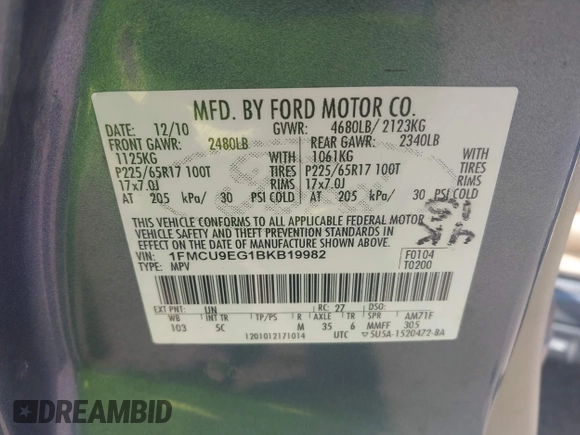 MFD. BY FORD MOTOR CO.
DATE: 12/10 GVWR: 4680LB/ 2123KG
FRONT GAWR: 2480LB REAR GAWR: 2340LB
1125KG WITH 1061KG WITH
P225/65R17 100T TIRES P225/65R17 100T TIRES
17x7.0J RIMS 17x7.0J RIMS
AT 205 kPa/ 30 PSI COLD AT 205 kPa/ 30 PSI COLD
THIS VEHICLE CONFORMS TO ALL APPLICABLE FEDERAL MOTOR
VEHICLE SAFETY AND THEFT PREVENTION STANDARDS IN
EFFECT ON THE DATE OF MANUFACTURE SHOWN ABOVE.
VIN: 1FMCU9EG1BKB19982
TYPE: MPV
F0104
T0200
EXT PNT: UN RC: 27 DSO:
WB INT TR TP/PS R AXLE TR SPR AM71F
103 5C M 35 6 MMFF 305
1201012171014 UTC 5U5A-1520472-BA
DREAMBID